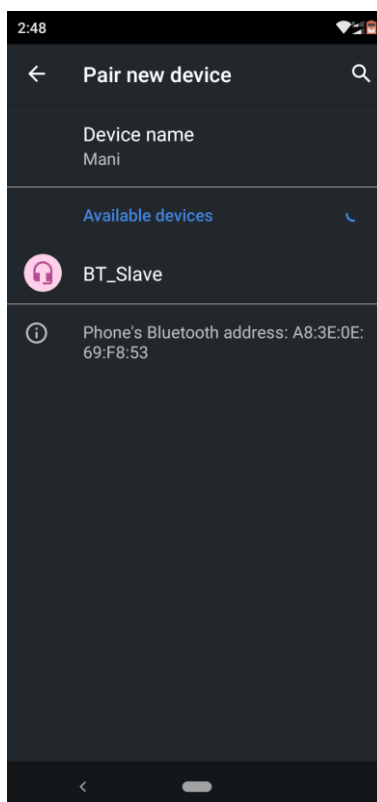 2:48
Pair new device
Device name
Mani
Available devices
BT_Slave
Phone's Bluetooth address: A8:3E:0E:
69:F8:53